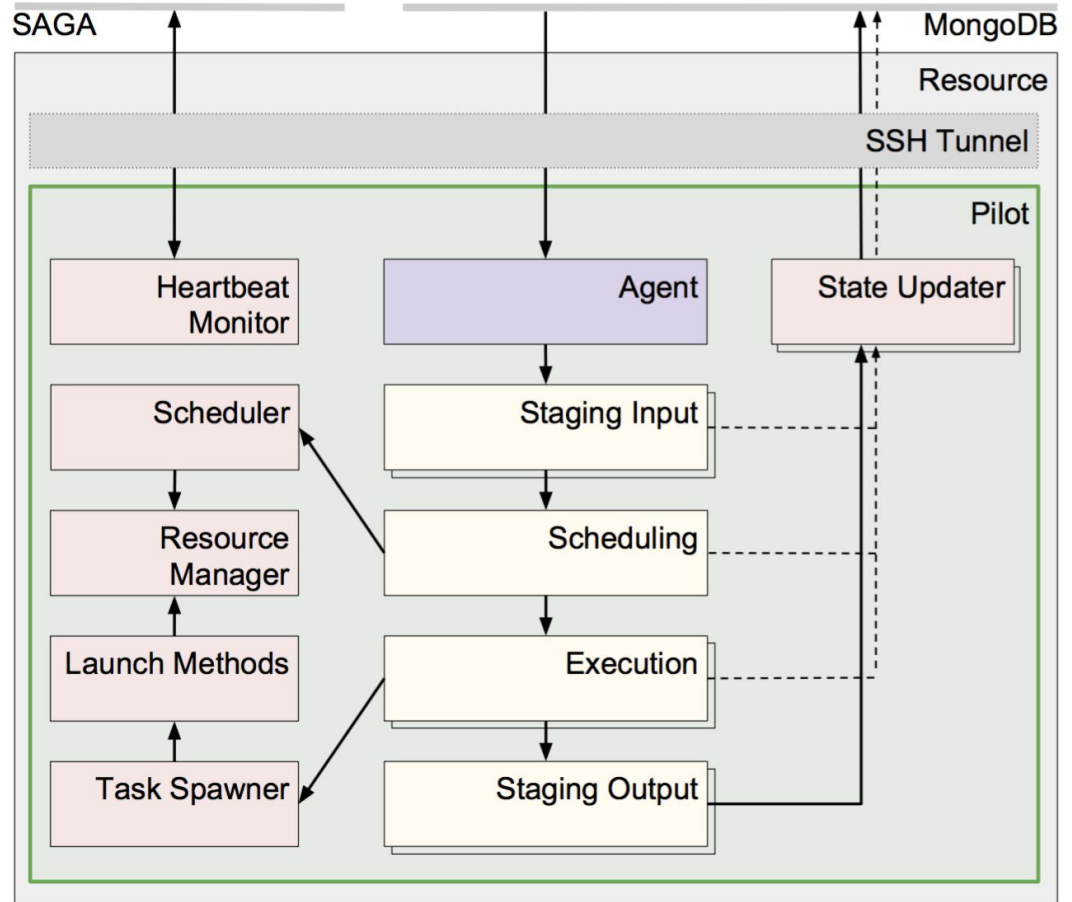 SAGA
MongoDB
Resource
SSH Tunnel
Pilot
Heartbeat
Monitor
Agent
State Updater
Scheduler
Staging Input
Resource
Manager
Scheduling
Launch Methods
Execution
Task Spawner
Staging Output